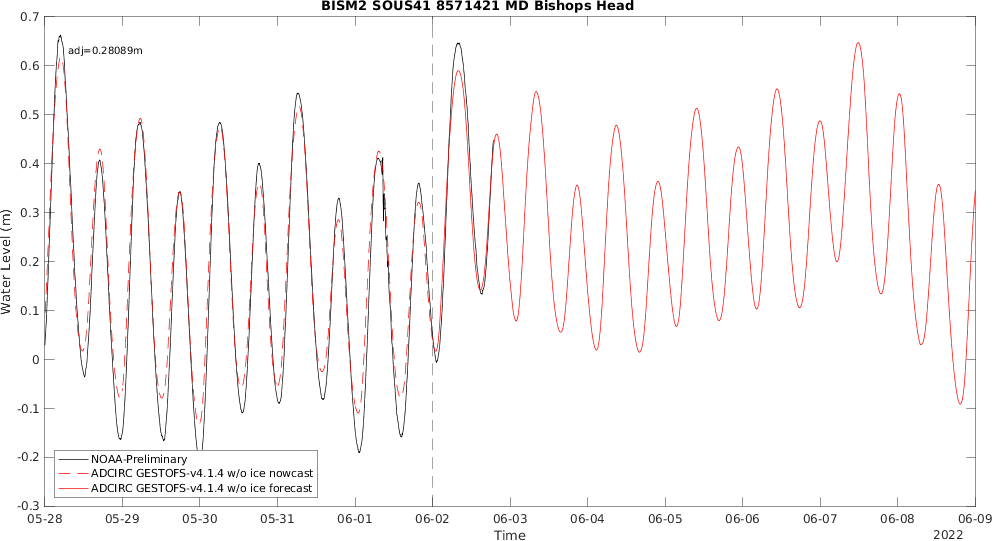 BISM2 SOUS41 8571421 MD Bishops Head
adj=0.28089m
Water Level (m)
0.7
0.6
0.5
0.4
0.3
0.2
0.1
0
-0.1
-0.2
-0.3
NOAA-Preliminary
ADCIRC GESTOFS-v4.1.4 w/o ice nowcast
ADCIRC GESTOFS-v4.1.4 w/o ice forecast
05-28 05-29 05-30 05-31 06-01 06-02 06-03 06-04 06-05 06-06 06-07 06-08 06-09
Time
2022